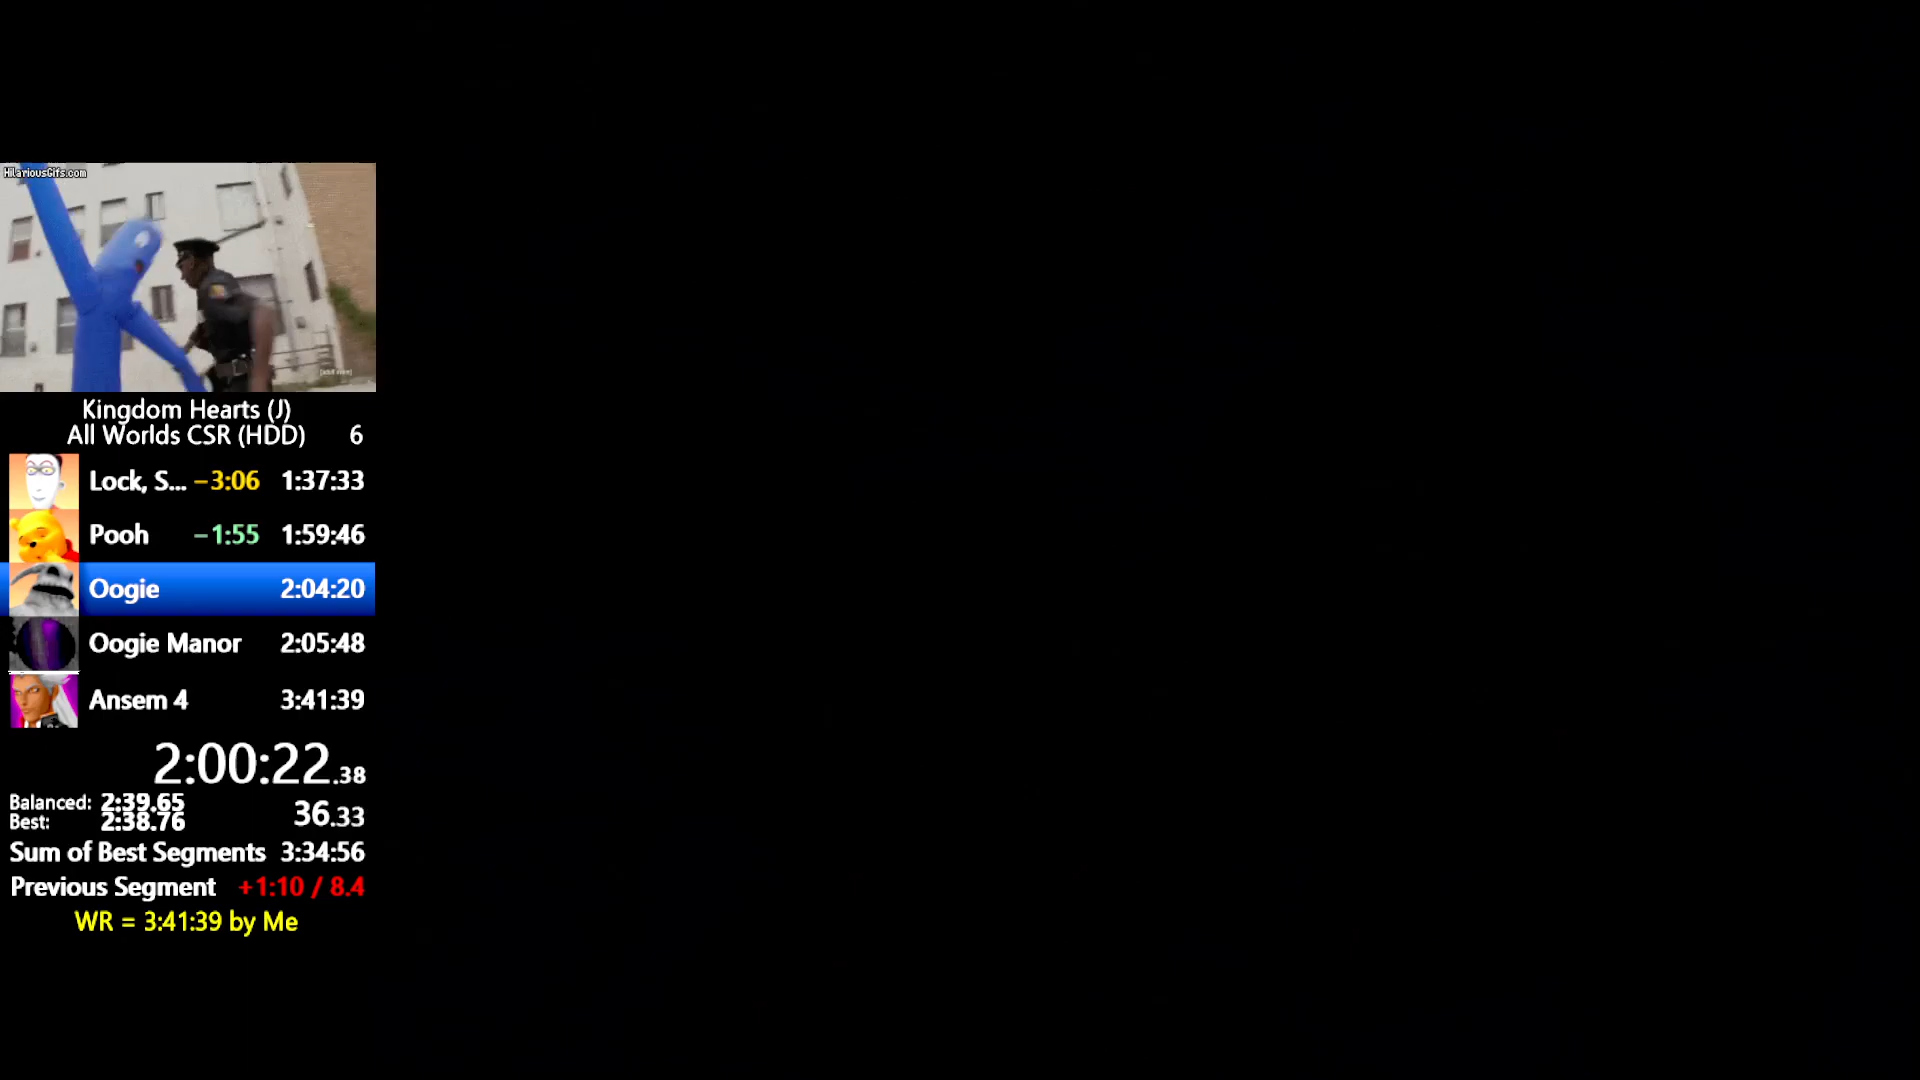 HilariousGifs.com
[adult swim]
Kingdom Hearts (J)
All Worlds CSR (HDD) 6
Lock, S... −3:06 1:37:33
Pooh −1:55 1:59:46
Oogie 2:04:20
Oogie Manor 2:05:48
Ansem 4 3:41:39
2:00:22.38
Balanced: 2:39.65
Best: 2:38.76
36.33
Sum of Best Segments 3:34:56
Previous Segment +1:10 / 8.4
WR = 3:41:39 by Me